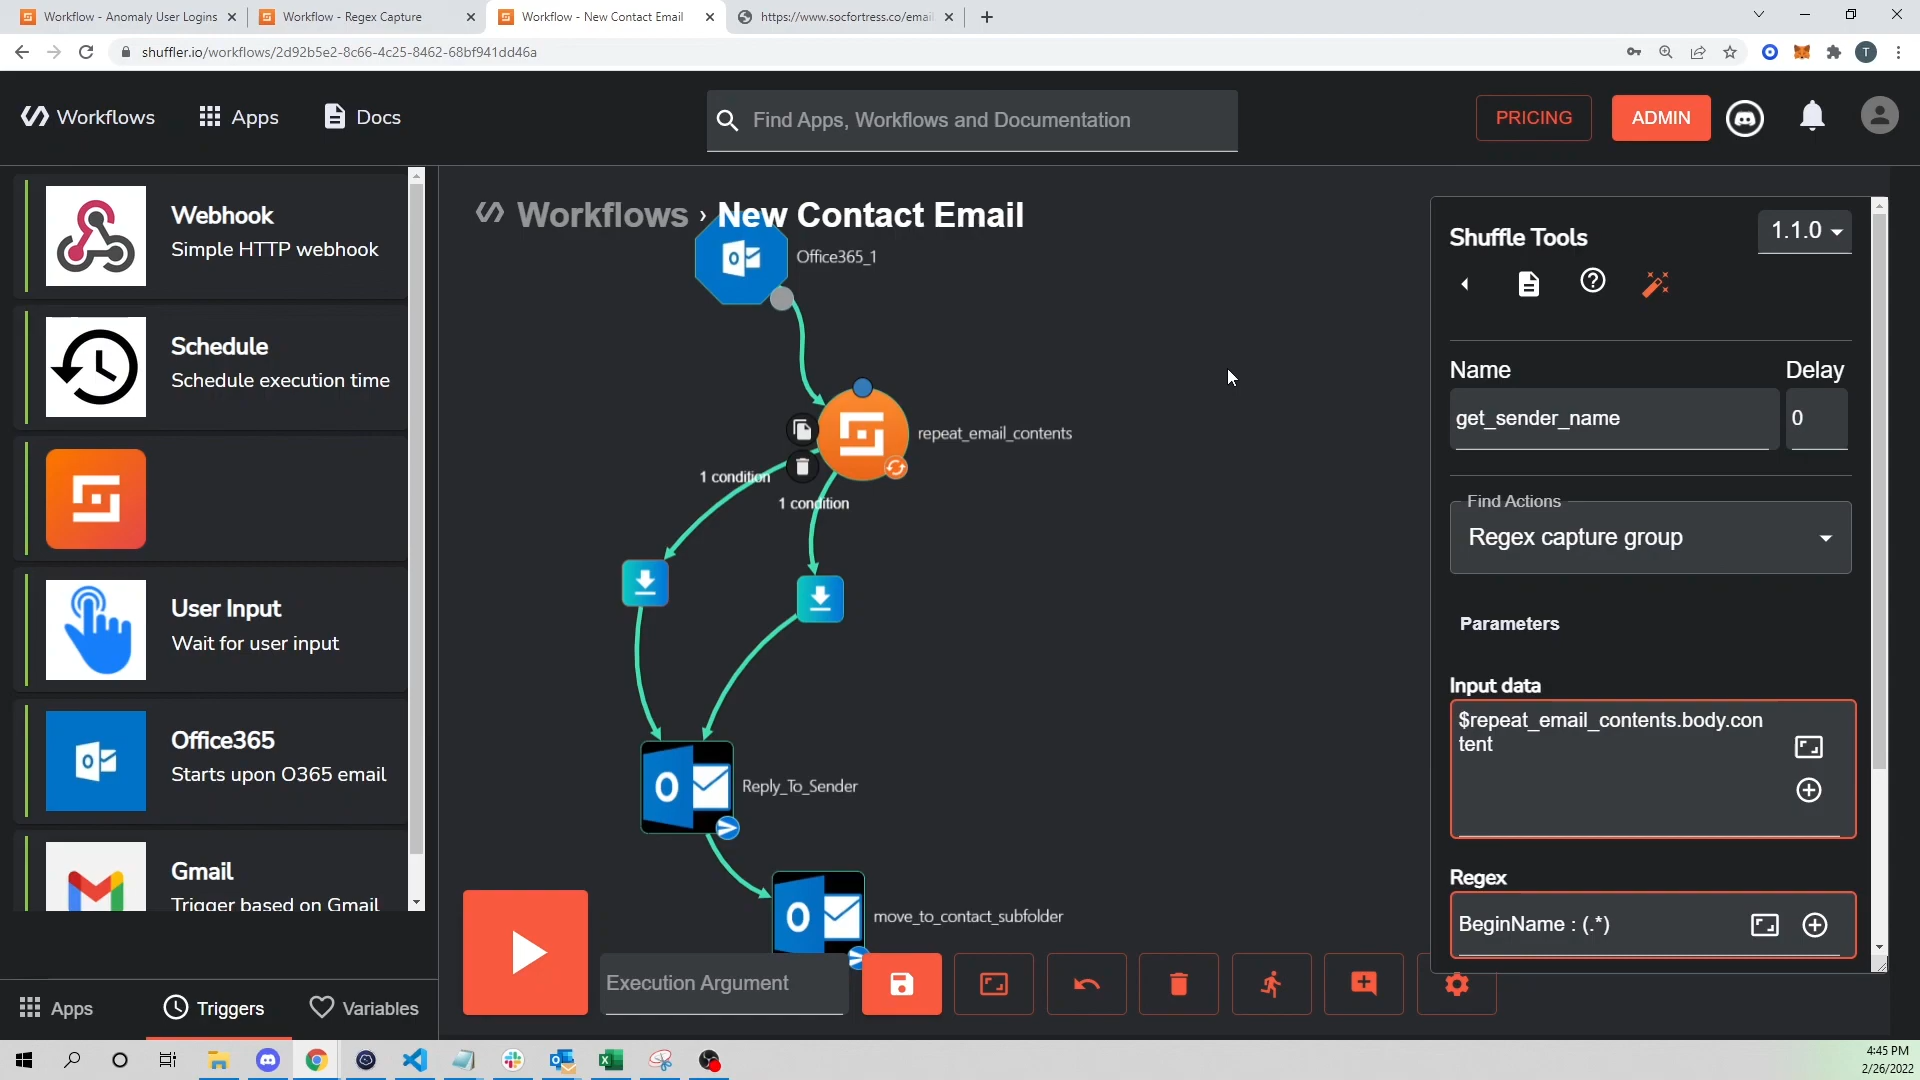 Workflow - Anomaly User Logins
Workflow - Regex Capture
Workflow - New Contact Email
https://www.socfortress.co/email
shuffler.io/workflows/2d92b5e2-8c66-4c25-8462-68bf941dd46a
T
Workflows
Apps
Docs
Find Apps, Workflows and Documentation
PRICING
ADMIN
Webhook
Simple HTTP webhook
Schedule
Schedule execution time
User Input
Wait for user input
Office365
Starts upon O365 email
Gmail
Trigger based on Gmail
Apps
Triggers
Variables
Workflows › New Contact Email
Office365_1
repeat_email_contents
1 condition
1 condition
Reply_To_Sender
move_to_contact_subfolder
Execution Argument
Shuffle Tools
1.1.0
Name
Delay
get_sender_name
0
Find Actions
Regex capture group
Parameters
Input data
$repeat_email_contents.body.con
tent
Regex
BeginName : (.*)
4:45 PM
2/26/2022